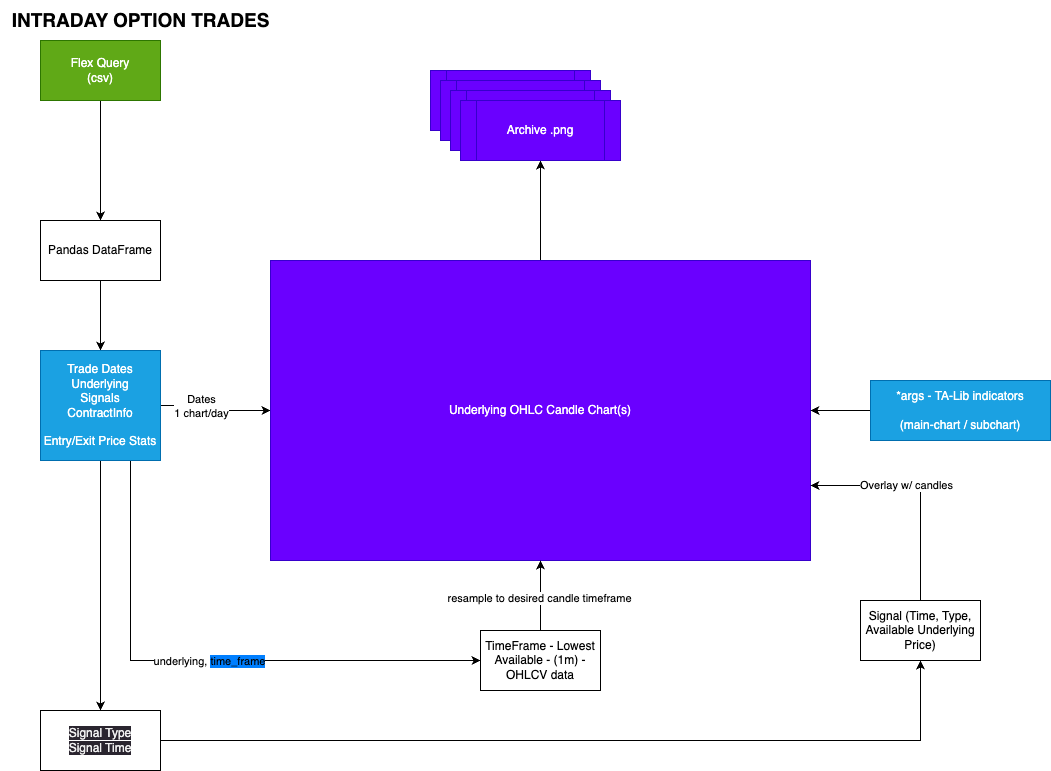 INTRADAY OPTION TRADES
Flex Query
(csv)
Archive .png
Pandas DataFrame
Trade Dates
Underlying
Signals
ContractInfo
Entry/Exit Price Stats
Dates
1 chart/day
Underlying OHLC Candle Chart(s)
*args - TA-Lib indicators
(main-chart / subchart)
Overlay w/ candles
resample to desired candle timeframe
Signal (Time, Type,
Available Underlying
Price)
TimeFrame - Lowest
Available - (1m) -
OHLCV data
underlying, time_frame
Signal Type
Signal Time